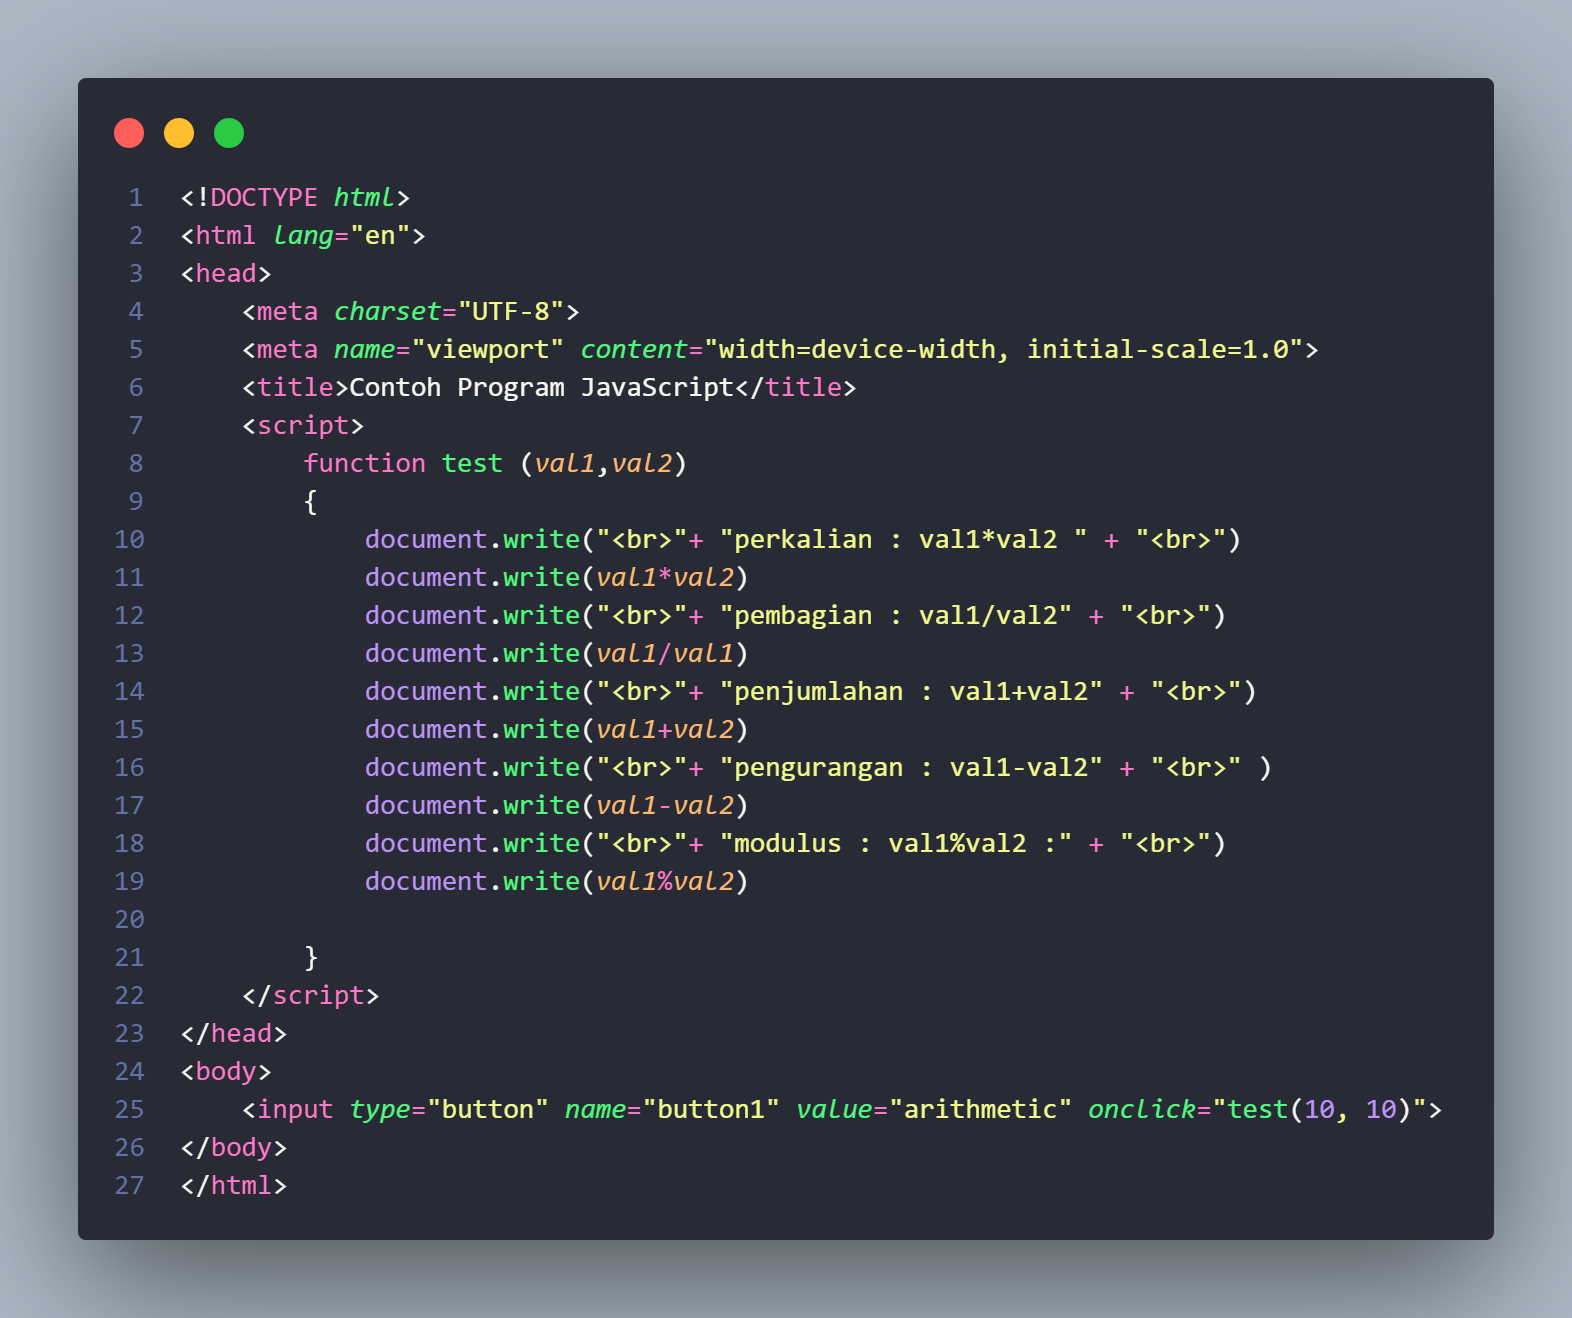 1 <!DOCTYPE html>
2 <html lang="en">
3 <head>
4     <meta charset="UTF-8">
5     <meta name="viewport" content="width=device-width, initial-scale=1.0">
6     <title>Contoh Program JavaScript</title>
7     <script>
8         function test (val1,val2)
9         {
10             document.write("<br>"+ "perkalian : val1*val2 " + "<br>")
11             document.write(val1*val2)
12             document.write("<br>"+ "pembagian : val1/val2" + "<br>")
13             document.write(val1/val1)
14             document.write("<br>"+ "penjumlahan : val1+val2" + "<br>")
15             document.write(val1+val2)
16             document.write("<br>"+ "pengurangan : val1-val2" + "<br>" )
17             document.write(val1-val2)
18             document.write("<br>"+ "modulus : val1%val2 :" + "<br>")
19             document.write(val1%val2)
20
21         }
22     </script>
23 </head>
24 <body>
25     <input type="button" name="button1" value="arithmetic" onclick="test(10, 10)">
26 </body>
27 </html>